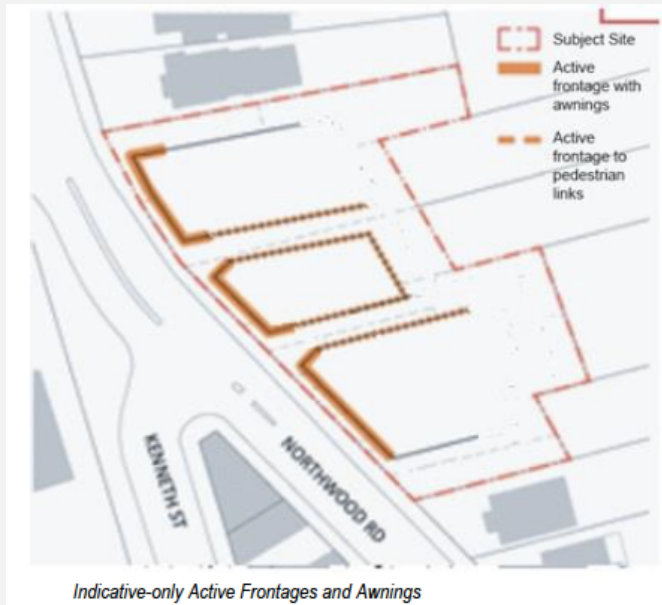 Subject Site
Active
frontage with
awnings
Active
frontage to
pedestrian
links
KENNETH ST
NORTHWOOD RD
Indicative-only Active Frontages and Awnings